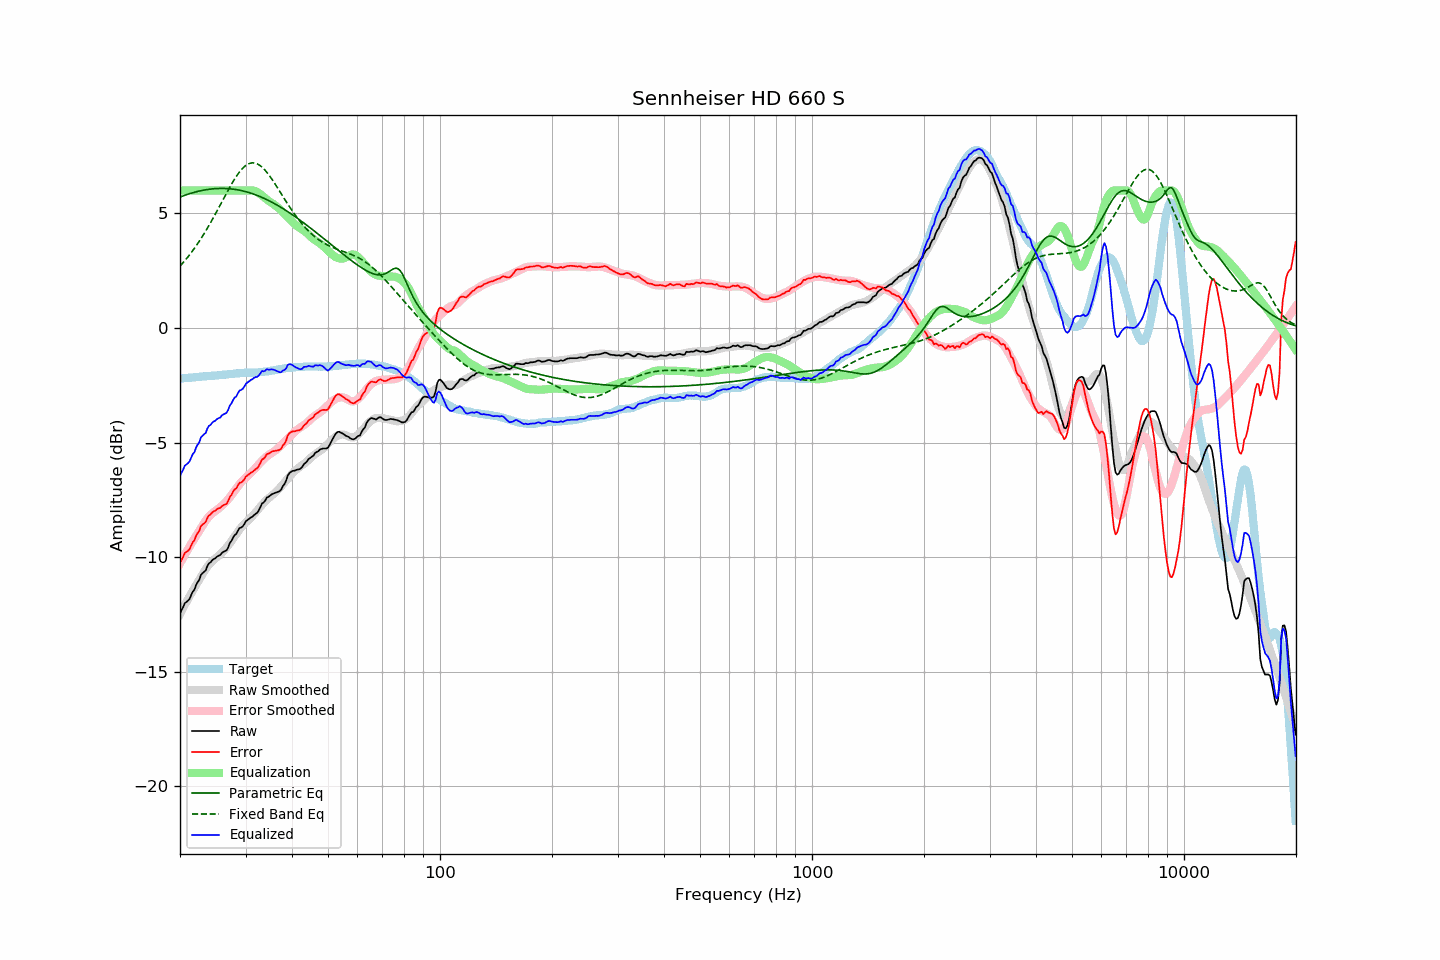 Sennheiser HD 660 S
Amplitude (dBr)
5
0
−5
−10
−15
−20
Target
Raw Smoothed
Error Smoothed
Raw
Error
Equalization
Parametric Eq
Fixed Band Eq
Equalized
100
1000
10000
Frequency (Hz)